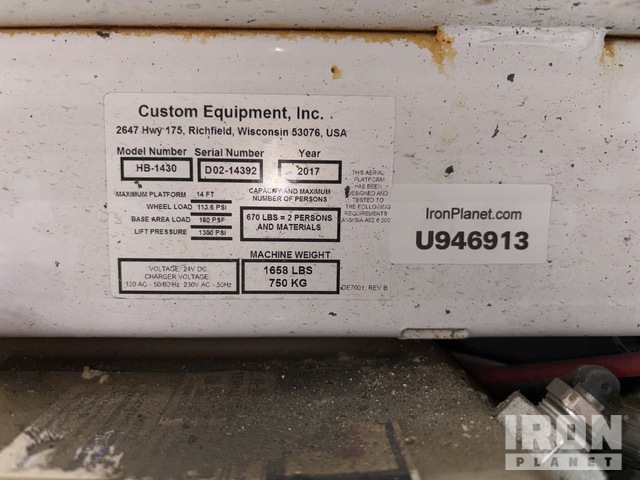 Custom Equipment, Inc.
2647 Hwy 175, Richfield, Wisconsin 53076, USA
Model Number Serial Number Year
HB-1430 D02-14392 2017
MAXIMUM PLATFORM 14 FT
WHEEL LOAD 113.6 PSI
BASE AREA LOAD 180 PSF
LIFT PRESSURE 1300 PSI
CAPACITY AND MAXIMUM
NUMBER OF PERSONS
670 LBS = 2 PERSONS
AND MATERIALS
THIS AERIAL
PLATFORM
HAS BEEN
DESIGNED
AND TESTED
TO THE
FOLLOWING
REQUIREMENTS
MACHINE WEIGHT
VOLTAGE: 24V DC
CHARGER VOLTAGE
120 AC - 50/60Hz 230V AC - 50Hz
1658 LBS
750 KG
DE7001, REV B
IronPlanet.com
U946913
IRON
PLANET